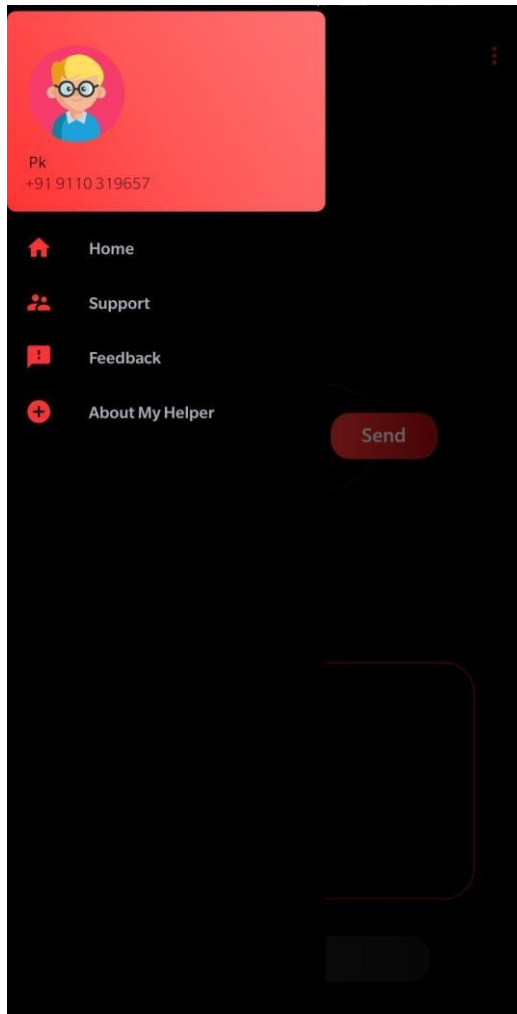 Pk
+91 9110 319657
Home
Support
Feedback
About My Helper
Send